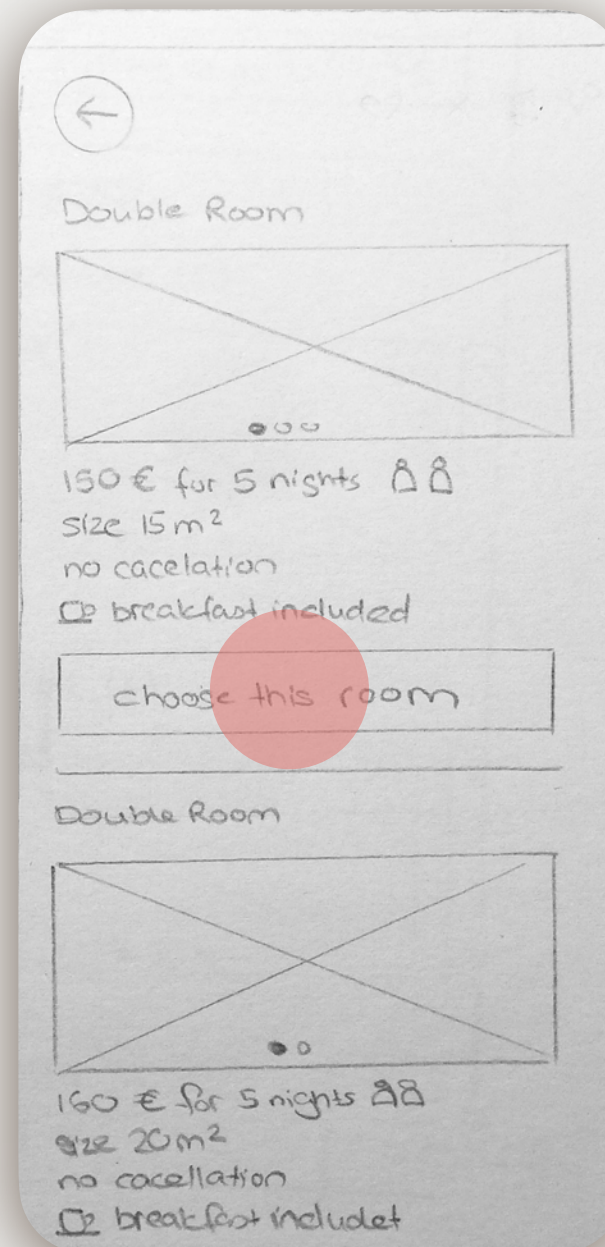 Double Room
150 € for 5 nights
size 15 m²
no cacelation
breakfast included
choose this room
Double Room
160 € for 5 nights
size 20 m²
no cacellation
breakfast includet